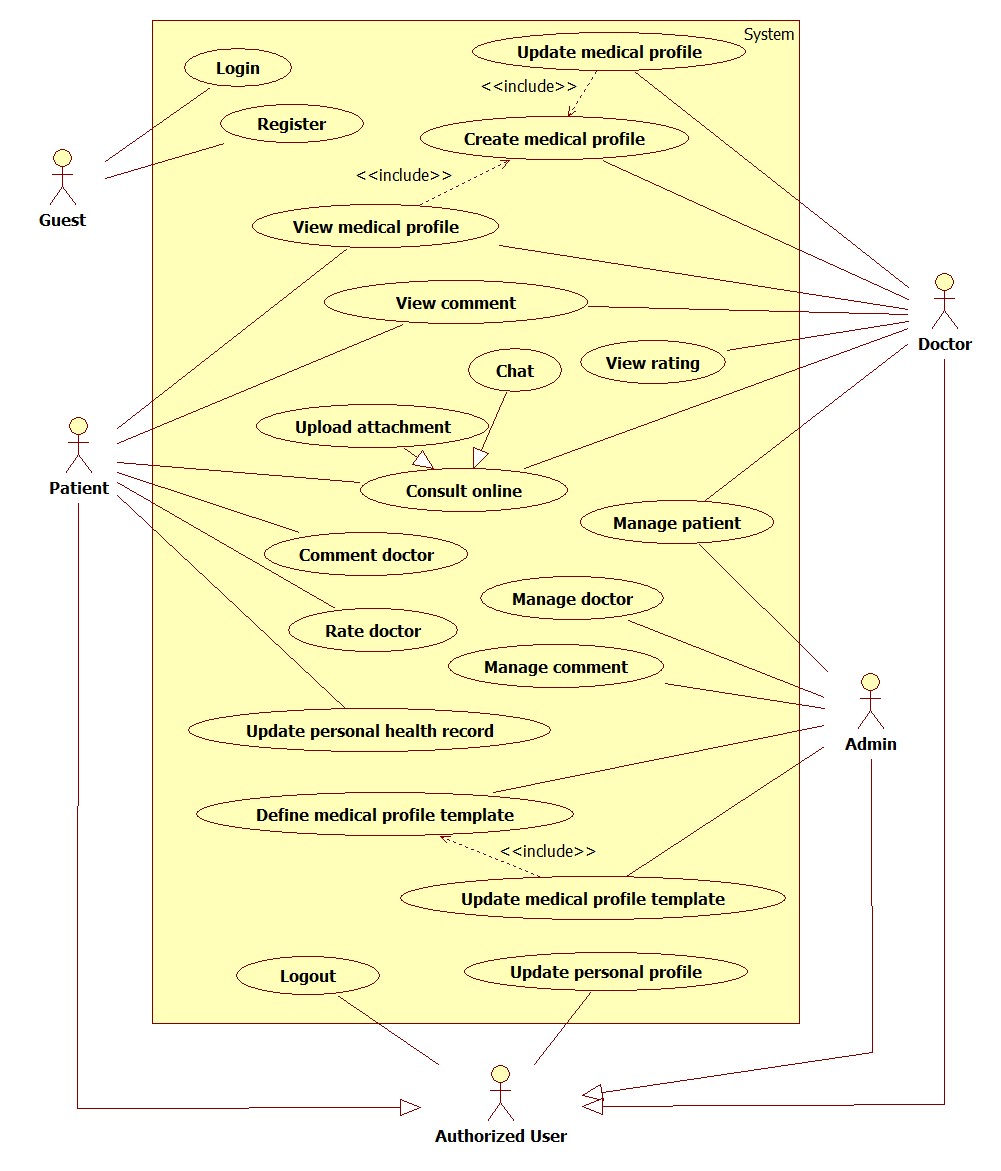 System
Update medical profile
Login
<<include>>
Register
Create medical profile
<<include>>
Guest
View medical profile
View comment
Doctor
View rating
Chat
Upload attachment
Patient
Consult online
Manage patient
Comment doctor
Manage doctor
Rate doctor
Manage comment
Update personal health record
Admin
Define medical profile template
<<include>>
Update medical profile template
Logout
Update personal profile
Authorized User